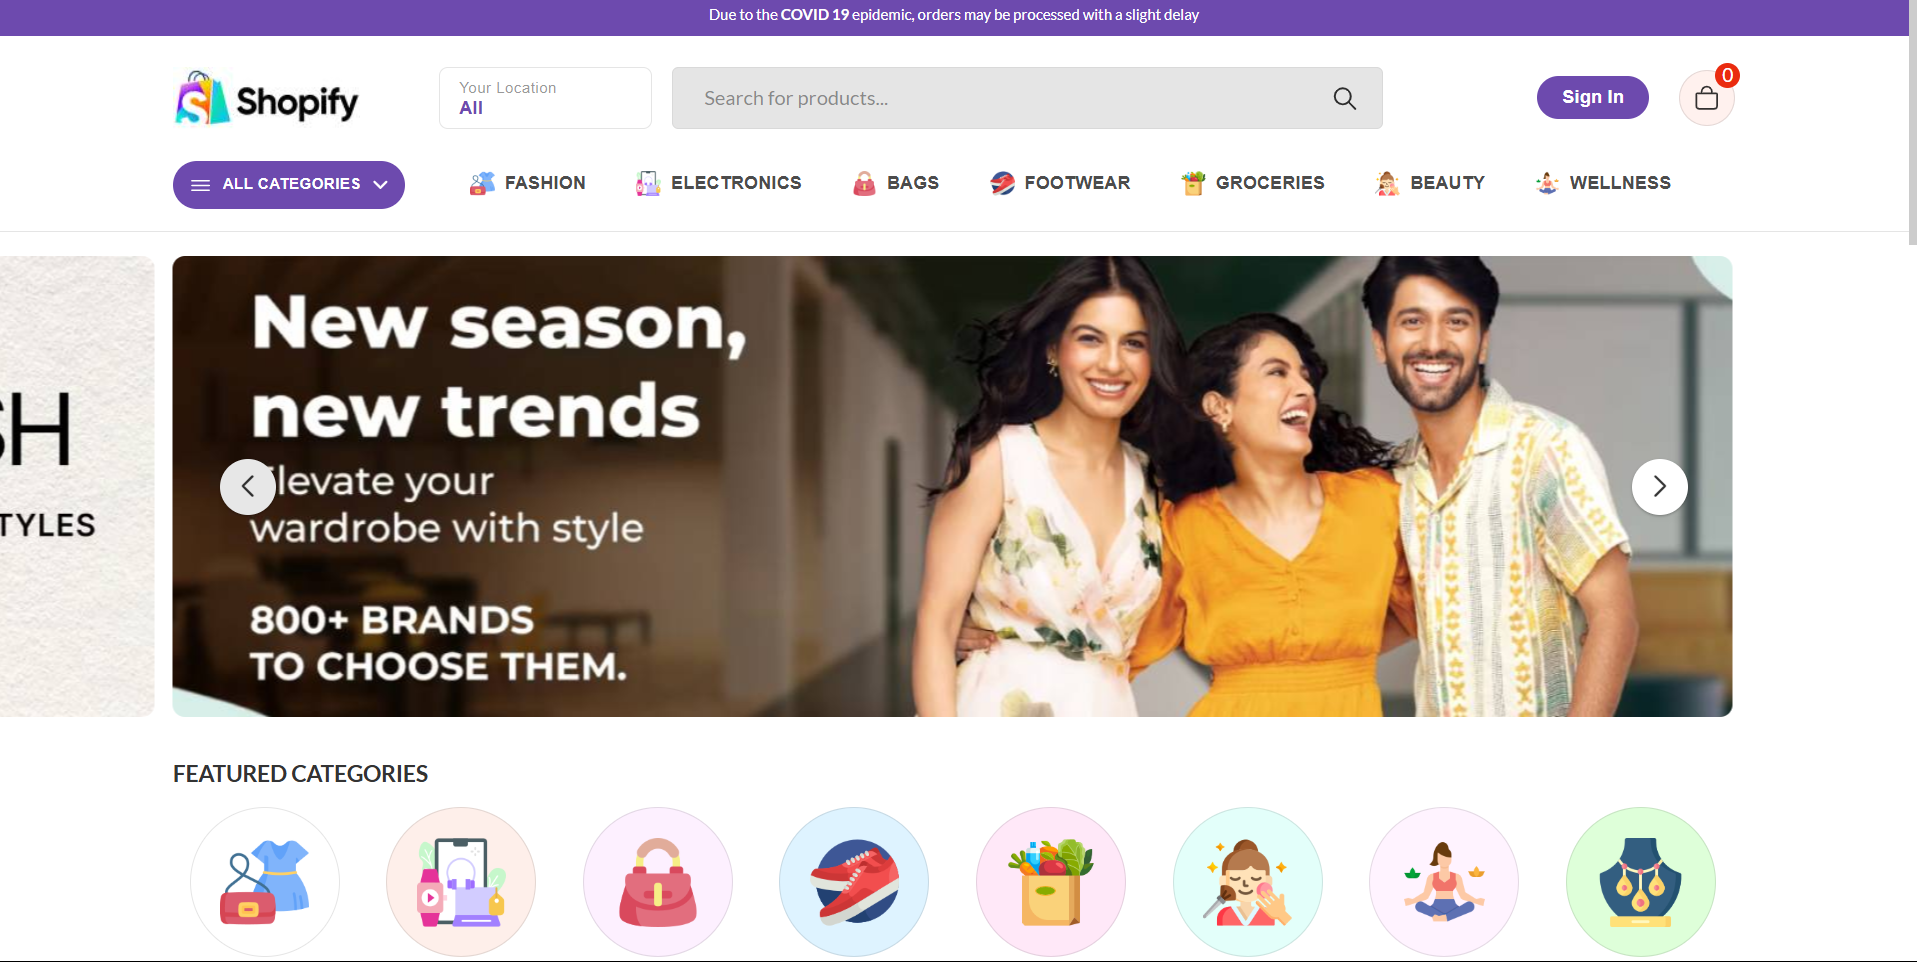 Due to the COVID 19 epidemic, orders may be processed with a slight delay
Shopify
Your Location
All
Search for products...
Sign In
0
ALL CATEGORIES
FASHION
ELECTRONICS
BAGS
FOOTWEAR
GROCERIES
BEAUTY
WELLNESS
SH
TYLES
New season,
new trends
levate your
wardrobe with style
800+ BRANDS
TO CHOOSE THEM.
FEATURED CATEGORIES